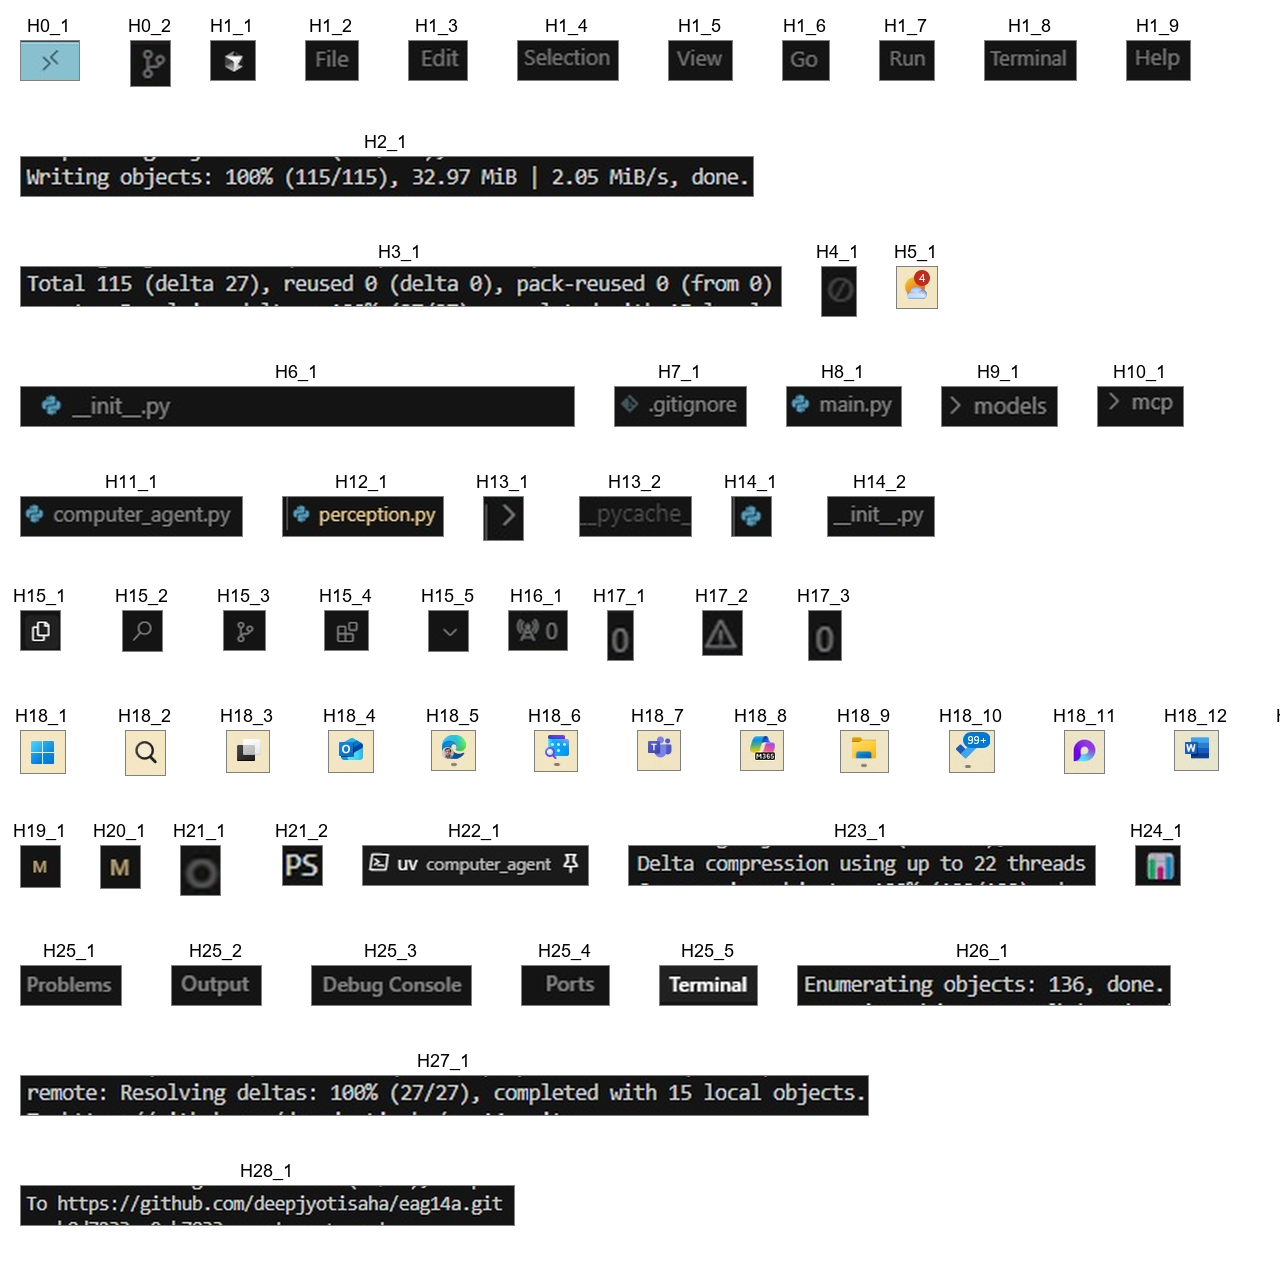 H0_1 H0_2 H1_1 H1_2 H1_3 H1_4 H1_5 H1_6 H1_7 H1_8 H1_9
File Edit Selection View Go Run Terminal Help
H2_1
Writing objects: 100% (115/115), 32.97 MiB | 2.05 MiB/s, done.
H3_1 H4_1 H5_1
Total 115 (delta 27), reused 0 (delta 0), pack-reused 0 (from 0) 4
H6_1 H7_1 H8_1 H9_1 H10_1
__init__.py .gitignore main.py models mcp
H11_1 H12_1 H13_1 H13_2 H14_1 H14_2
computer_agent.py perception.py __pycache_ __init__.py
H15_1 H15_2 H15_3 H15_4 H15_5 H16_1 H17_1 H17_2 H17_3
0 0 0
H18_1 H18_2 H18_3 H18_4 H18_5 H18_6 H18_7 H18_8 H18_9 H18_10 H18_11 H18_12
O T M365 99+ W
H19_1 H20_1 H21_1 H21_2 H22_1 H23_1 H24_1
M M PS uv computer_agent Delta compression using up to 22 threads
H25_1 H25_2 H25_3 H25_4 H25_5 H26_1
Problems Output Debug Console Ports Terminal Enumerating objects: 136, done.
H27_1
remote: Resolving deltas: 100% (27/27), completed with 15 local objects.
H28_1
To https://github.com/deepjyotisaha/eag14a.git